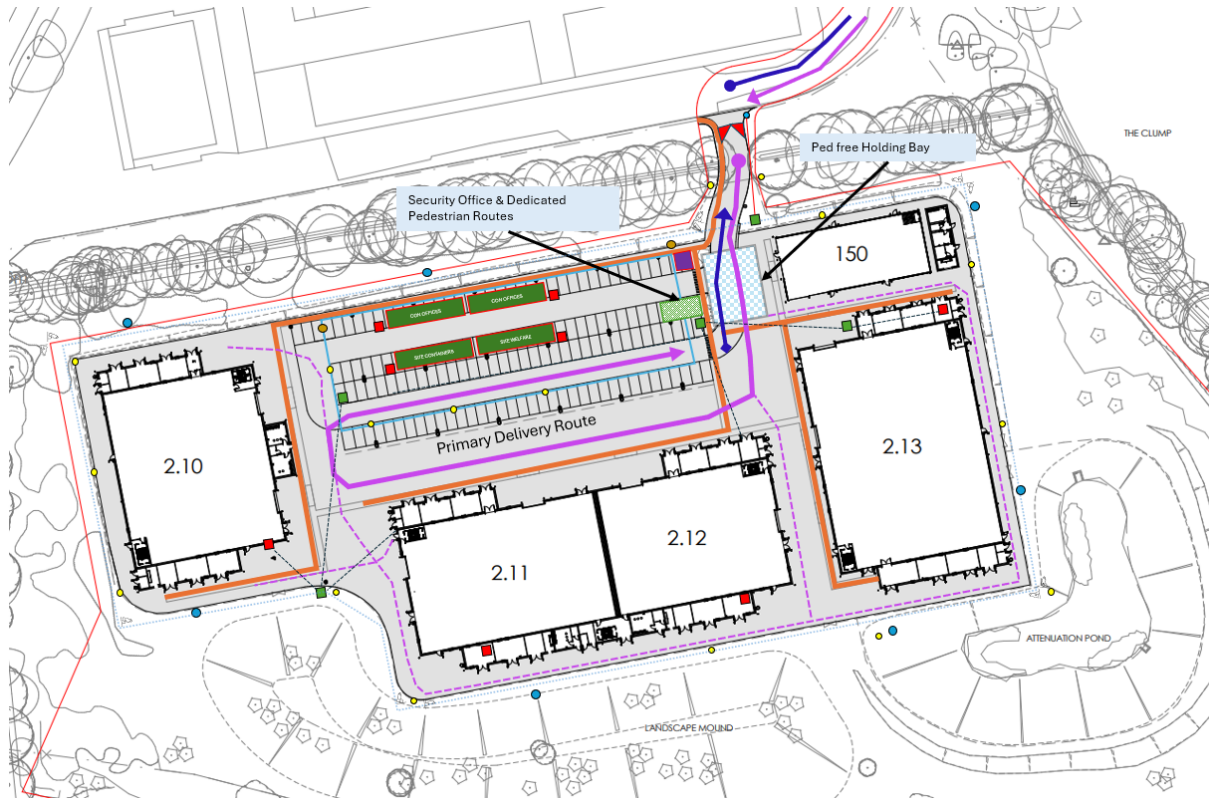 THE CLUMP
Ped free Holding Bay
Security Office & Dedicated
Pedestrian Routes
150
CON OFFICES
CON OFFICES
SITE WELFARE
SITE CONTAINERS
Primary Delivery Route
2.10
2.13
2.12
2.11
ATTENUATION POND
LANDSCAPE MOUND